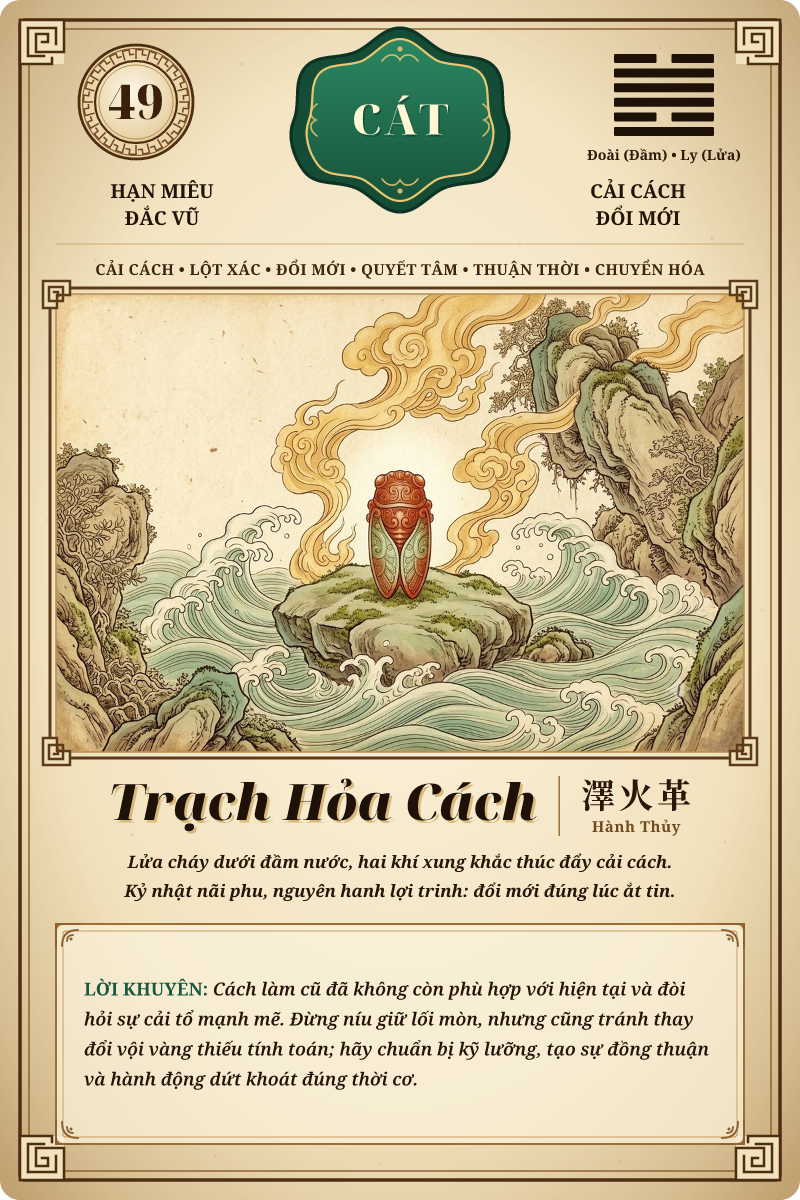 49
CÁT
Đoài (Đầm) • Ly (Lửa)
HẠN MIÊU
ĐẮC VŨ
CẢI CÁCH
ĐỔI MỚI
CẢI CÁCH • LỘT XÁC • ĐỔI MỚI • QUYẾT TÂM • THUẬN THỜI • CHUYỂN HÓA
Trạch Hỏa Cách
澤火革
Hành Thủy
Lửa cháy dưới đầm nước, hai khí xung khắc thúc đẩy cải cách.
Kỷ nhật nãi phu, nguyên hanh lợi trinh: đổi mới đúng lúc ắt tin.
LỜI KHUYÊN: Cách làm cũ đã không còn phù hợp với hiện tại và đòi
hỏi sự cải tổ mạnh mẽ. Đừng níu giữ lối mòn, nhưng cũng tránh thay
đổi vội vàng thiếu tính toán; hãy chuẩn bị kỹ lưỡng, tạo sự đồng thuận
và hành động dứt khoát đúng thời cơ.